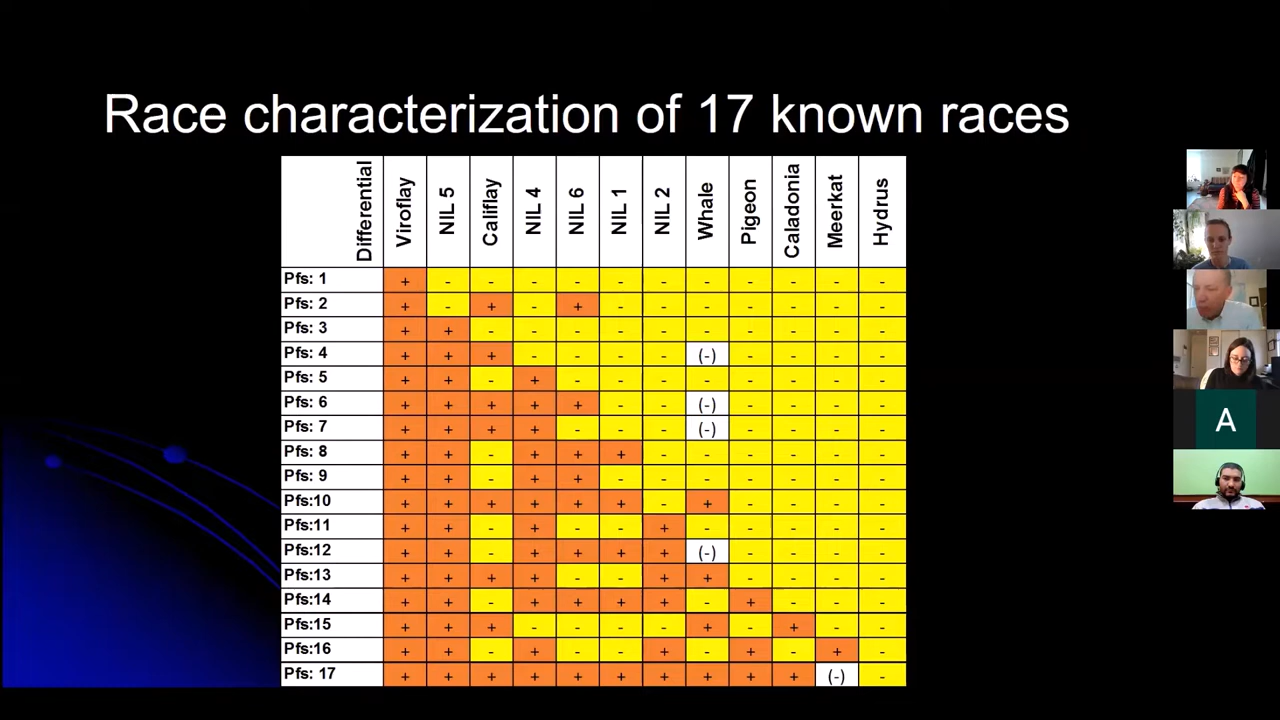 Race characterization of 17 known races
Differential Viroflay NIL 5 Califlay NIL 4 NIL 6 NIL 1 NIL 2 Whale Pigeon Caladonia Meerkat Hydrus
Pfs: 1 + - - - - - - - - - - -
Pfs: 2 + - + - + - - - - - - -
Pfs: 3 + + - - - - - - - - - -
Pfs: 4 + + + - - - - (-) - - - -
Pfs: 5 + + - + - - - - - - - -
Pfs: 6 + + + + + - - (-) - - - -
Pfs: 7 + + + + - - - (-) - - - -
Pfs: 8 + + - + + + - - - - - -
Pfs: 9 + + - + + - - - - - - -
Pfs:10 + + + + + + - + - - - -
Pfs:11 + + - + - - + - - - - -
Pfs:12 + + - + + + + (-) - - - -
Pfs:13 + + + + - - + + - - - -
Pfs:14 + + - + + + + - + - - -
Pfs:15 + + + - - - - + - + - -
Pfs:16 + + - + - - + - + - + -
Pfs: 17 + + + + + + + + + + (-) -
A